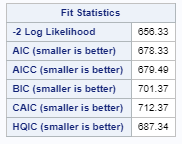 Fit Statistics
-2 Log Likelihood 656.33
AIC (smaller is better) 678.33
AICC (smaller is better) 679.49
BIC (smaller is better) 701.37
CAIC (smaller is better) 712.37
HQIC (smaller is better) 687.34